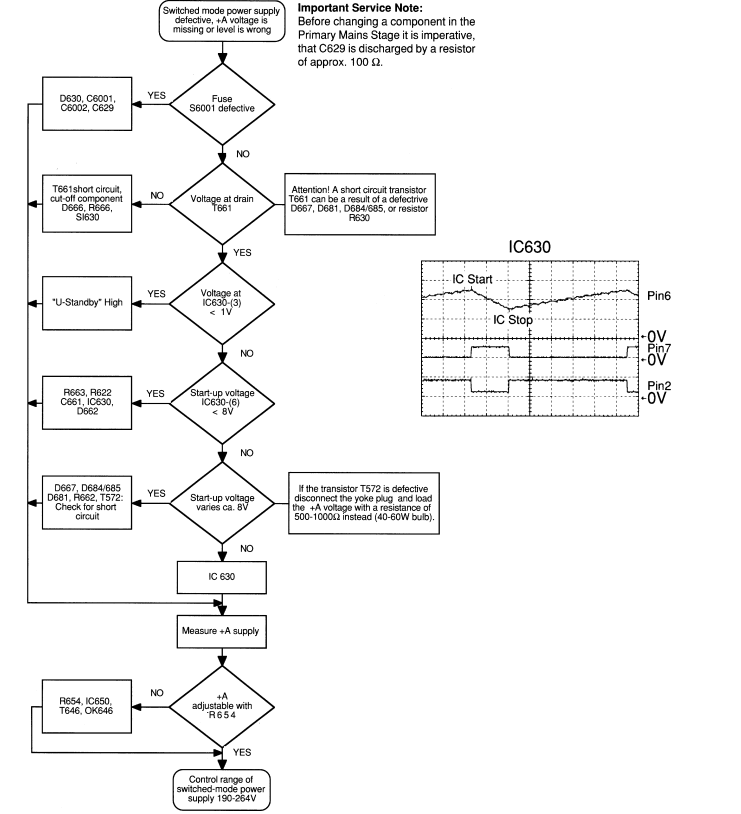 Switched mode power supply
defective, +A voltage is
missing or level is wrong
Important Service Note:
Before changing a component in the
Primary Mains Stage it is imperative,
that C629 is discharged by a resistor
of approx. 100 Ω.
Fuse
S6001 defective
YES
D630, C6001,
C6002, C629
NO
Voltage at drain
T661
NO
T661short circuit,
cut-off component
D666, R666,
SI630
Attention! A short circuit transistor
T661 can be a result of a defectrive
D667, D681, D684/685, or resistor
R630
YES
Voltage at
IC630-(3)
< 1V
YES
"U-Standby" High
NO
Start-up voltage
IC630-(6)
< 8V
YES
R663, R622
C661, IC630,
D662
NO
Start-up voltage
varies ca. 8V
YES
D667, D684/685
D681, R662, T572:
Check for short
circuit
If the transistor T572 is defective
disconnect the yoke plug and load
the +A voltage with a resistance of
500-1000Ω instead (40-60W bulb).
NO
IC 630
Measure +A supply
+A
adjustable with
R654
NO
R654, IC650,
T646, OK646
YES
Control range of
switched-mode power
supply 190-264V
IC630
IC Start
IC Stop
Pin6
0V
Pin7
0V
Pin2
0V